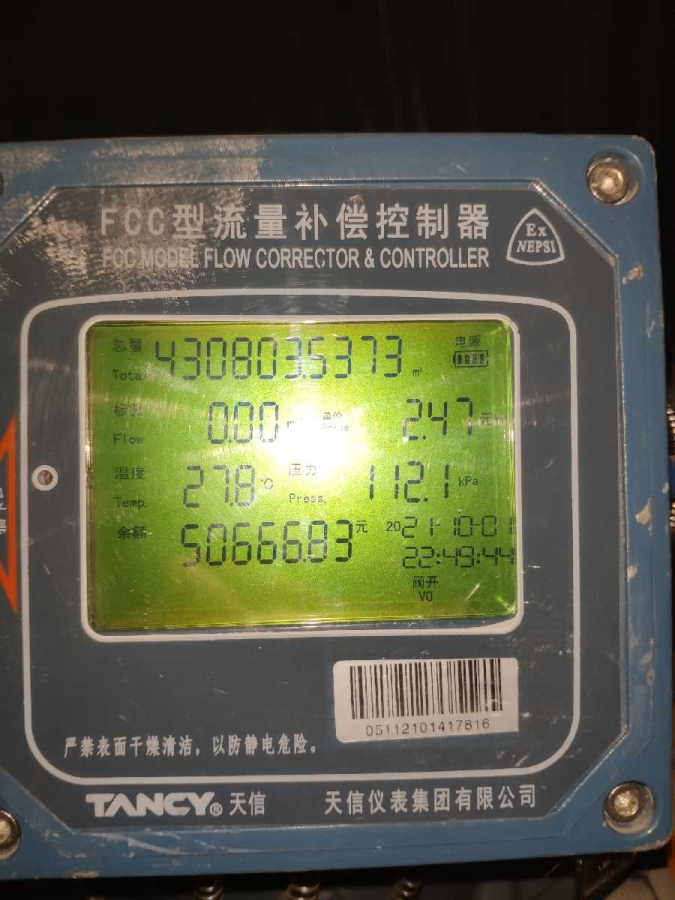 FCC型流量补偿控制器
FCC MODEL FLOW CORRECTOR & CONTROLLER
Ex
NEPSI
总量 430803.5373 m³ 电源
Total
标况 0.00 单价 2.47
Flow
温度 27.8 ℃ 压力 112.1 kPa
Temp. Press.
余额 50666.83 元 2021-10-01
22:49:44
阀开
V0
05112101417816
严禁表面干燥清洁，以防静电危险。
TANCY® 天信 天信仪表集团有限公司